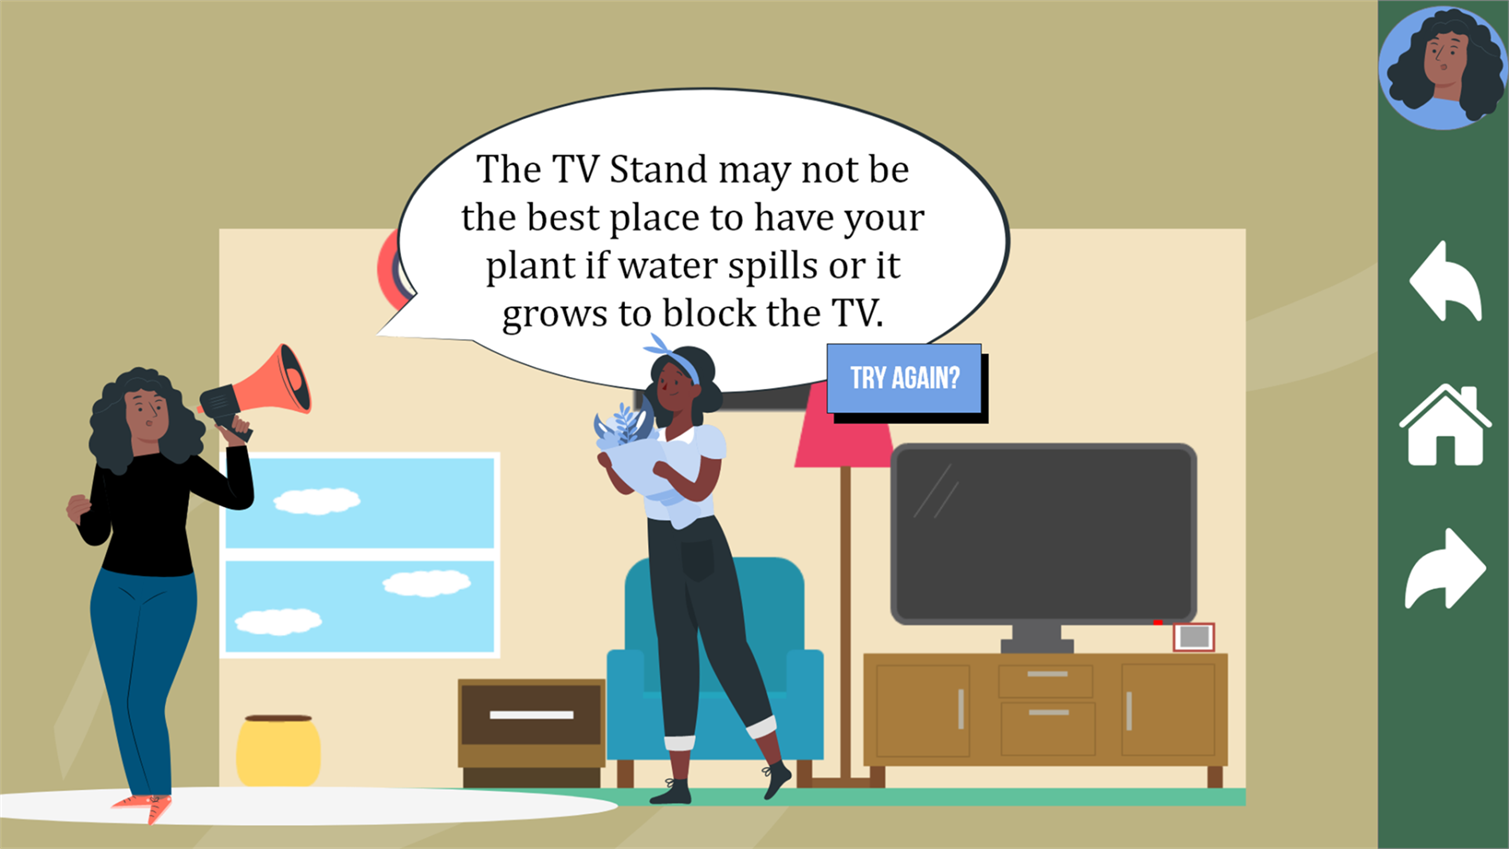 The TV Stand may not be
the best place to have your
plant if water spills or it
grows to block the TV.
TRY AGAIN?